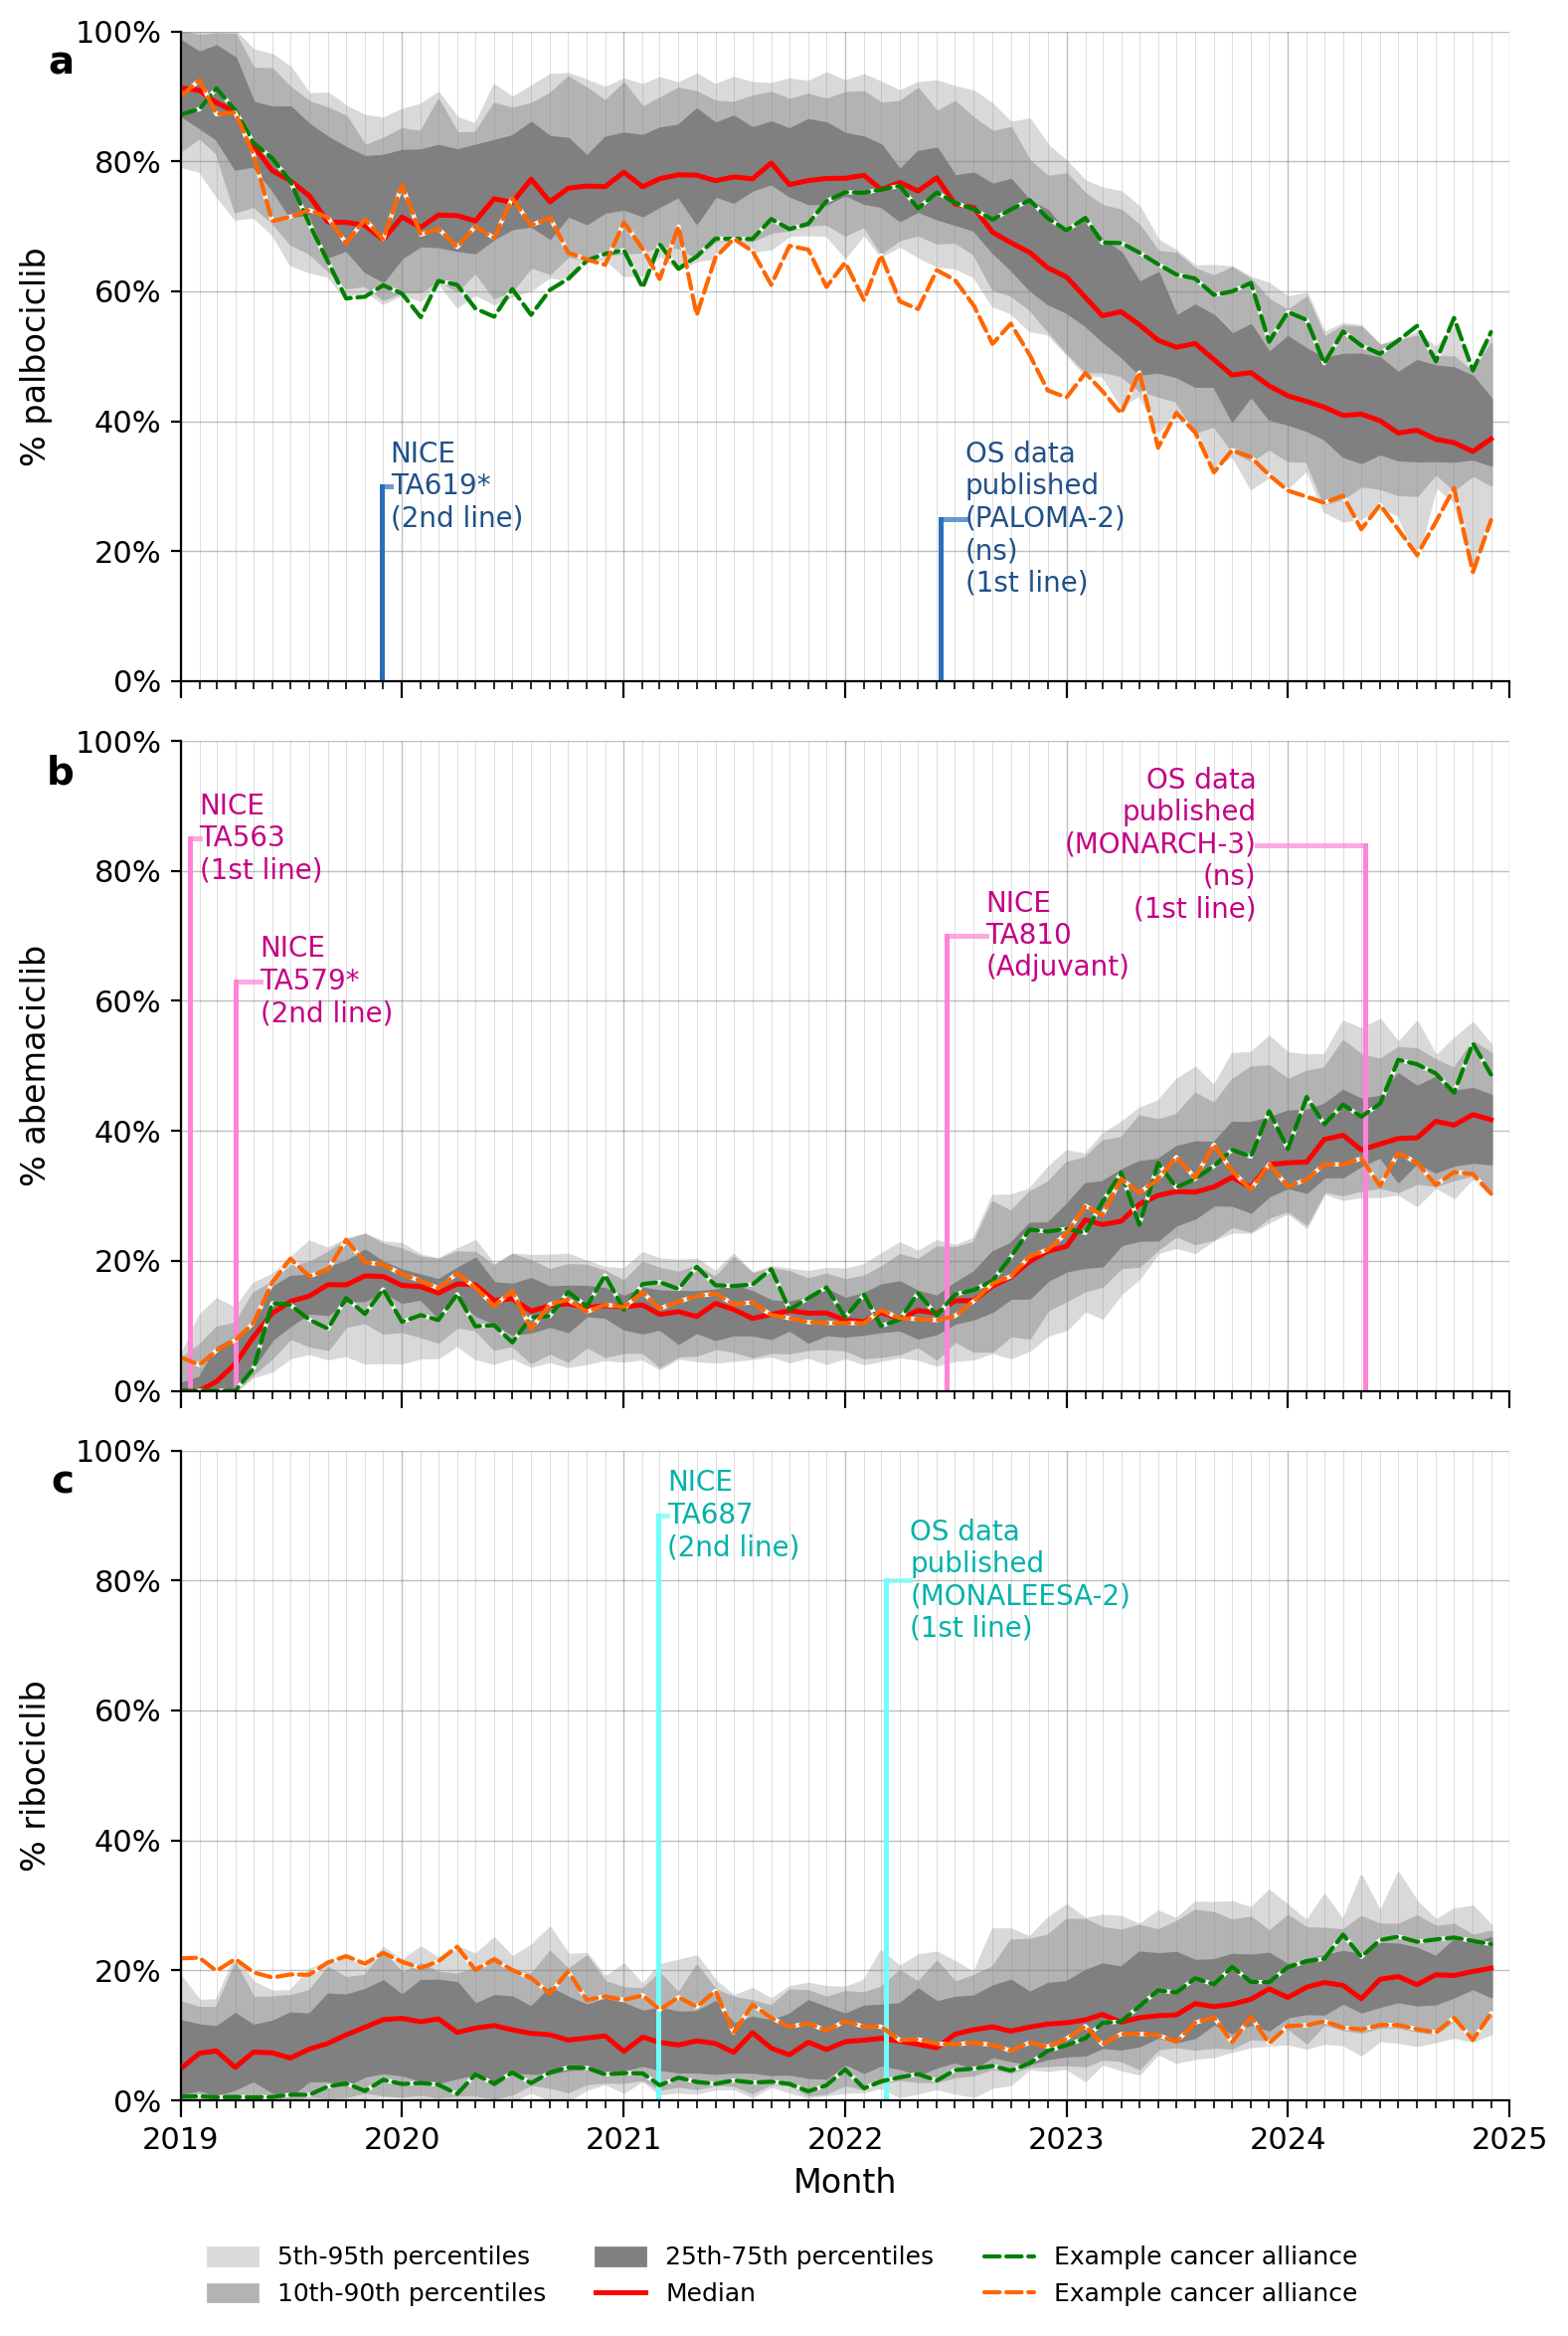 a
100%
80%
60%
40%
20%
0%
% palbociclib
NICE
TA619*
(2nd line)
OS data
published
(PALOMA-2)
(ns)
(1st line)
b
100%
80%
60%
40%
20%
0%
% abemaciclib
NICE
TA563
(1st line)
NICE
TA579*
(2nd line)
NICE
TA810
(Adjuvant)
OS data
published
(MONARCH-3)
(ns)
(1st line)
c
100%
80%
60%
40%
20%
0%
% ribociclib
NICE
TA687
(2nd line)
OS data
published
(MONALEESA-2)
(1st line)
2019 2020 2021 2022 2023 2024 2025
Month
5th-95th percentiles
10th-90th percentiles
25th-75th percentiles
Median
Example cancer alliance
Example cancer alliance